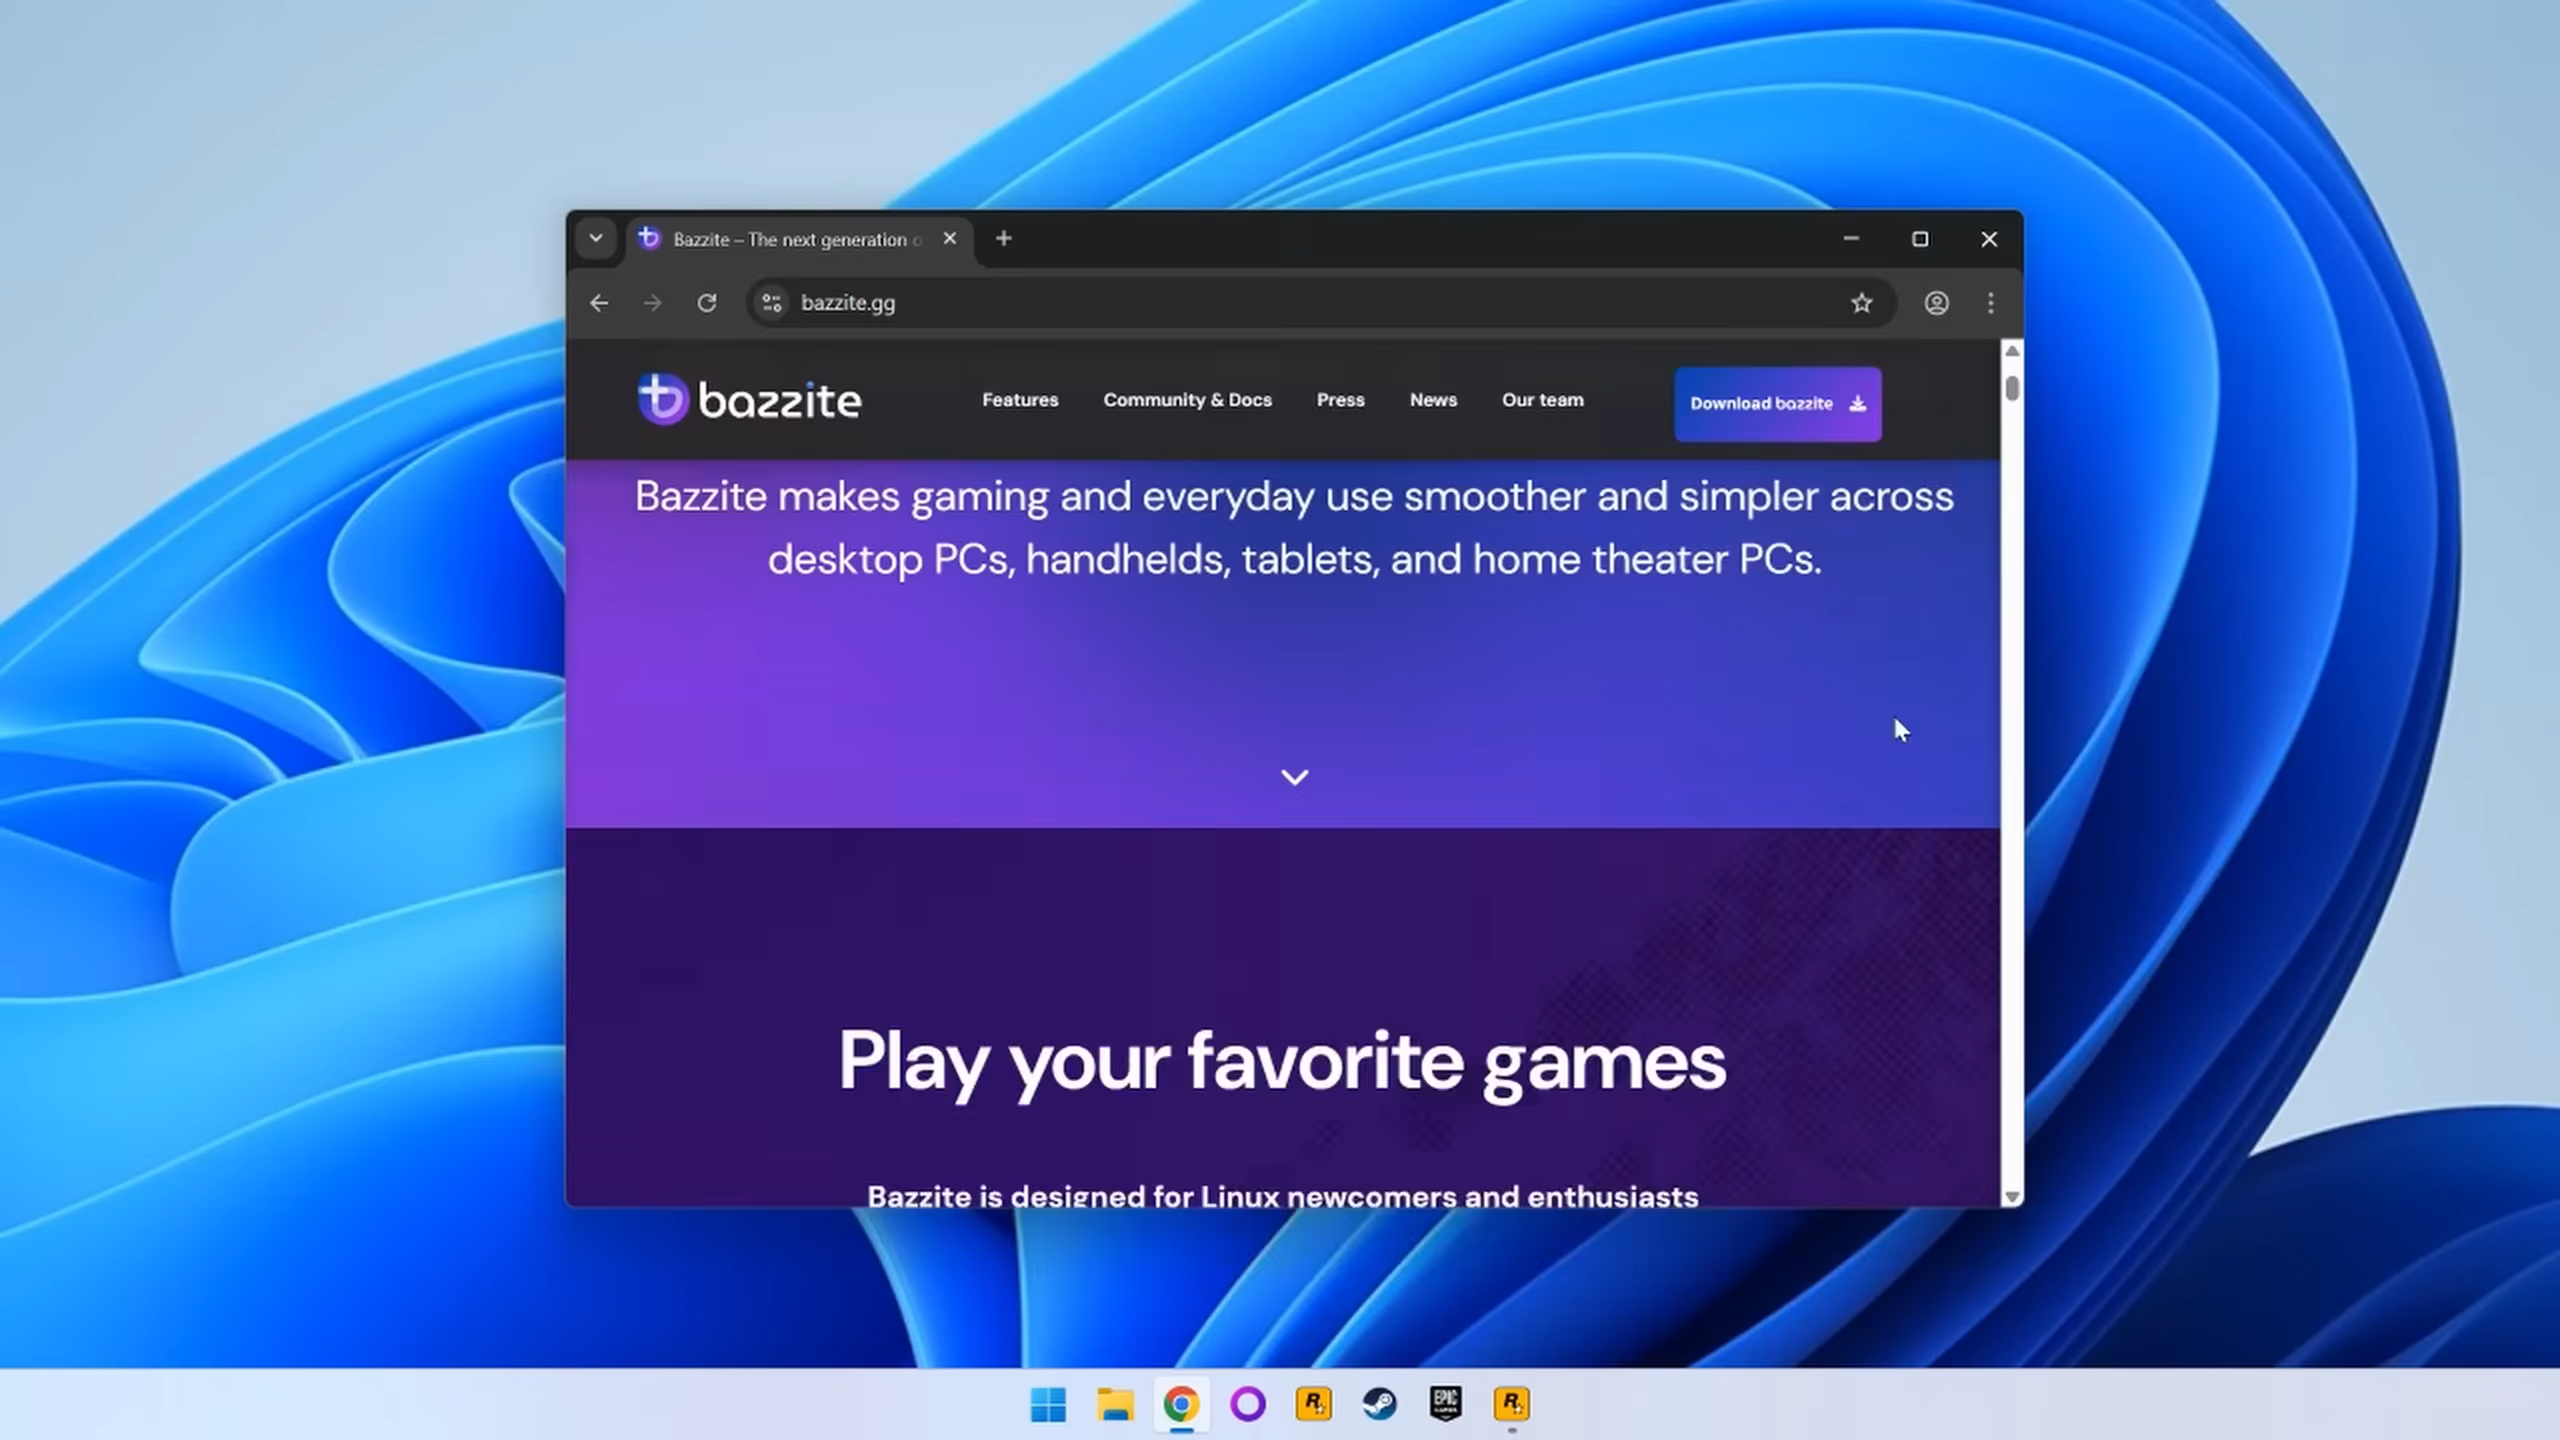 Bazzite – The next generation o
bazzite.gg
bazzite
Features
Community & Docs
Press
News
Our team
Download bazzite
Bazzite makes gaming and everyday use smoother and simpler across
desktop PCs, handhelds, tablets, and home theater PCs.
Play your favorite games
Bazzite is designed for Linux newcomers and enthusiasts
EPIC
GAMES